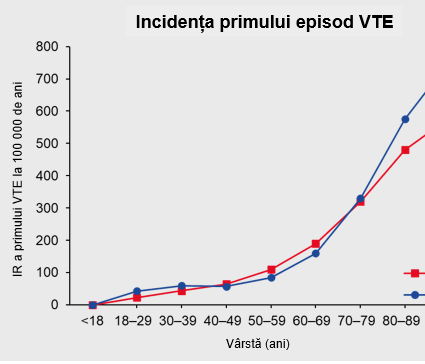 Incidența primului episod VTE
IR a primului VTE la 100 000 de ani
800
700
600
500
400
300
200
100
0
<18 18–29 30–39 40–49 50–59 60–69 70–79 80–89
Vârstă (ani)